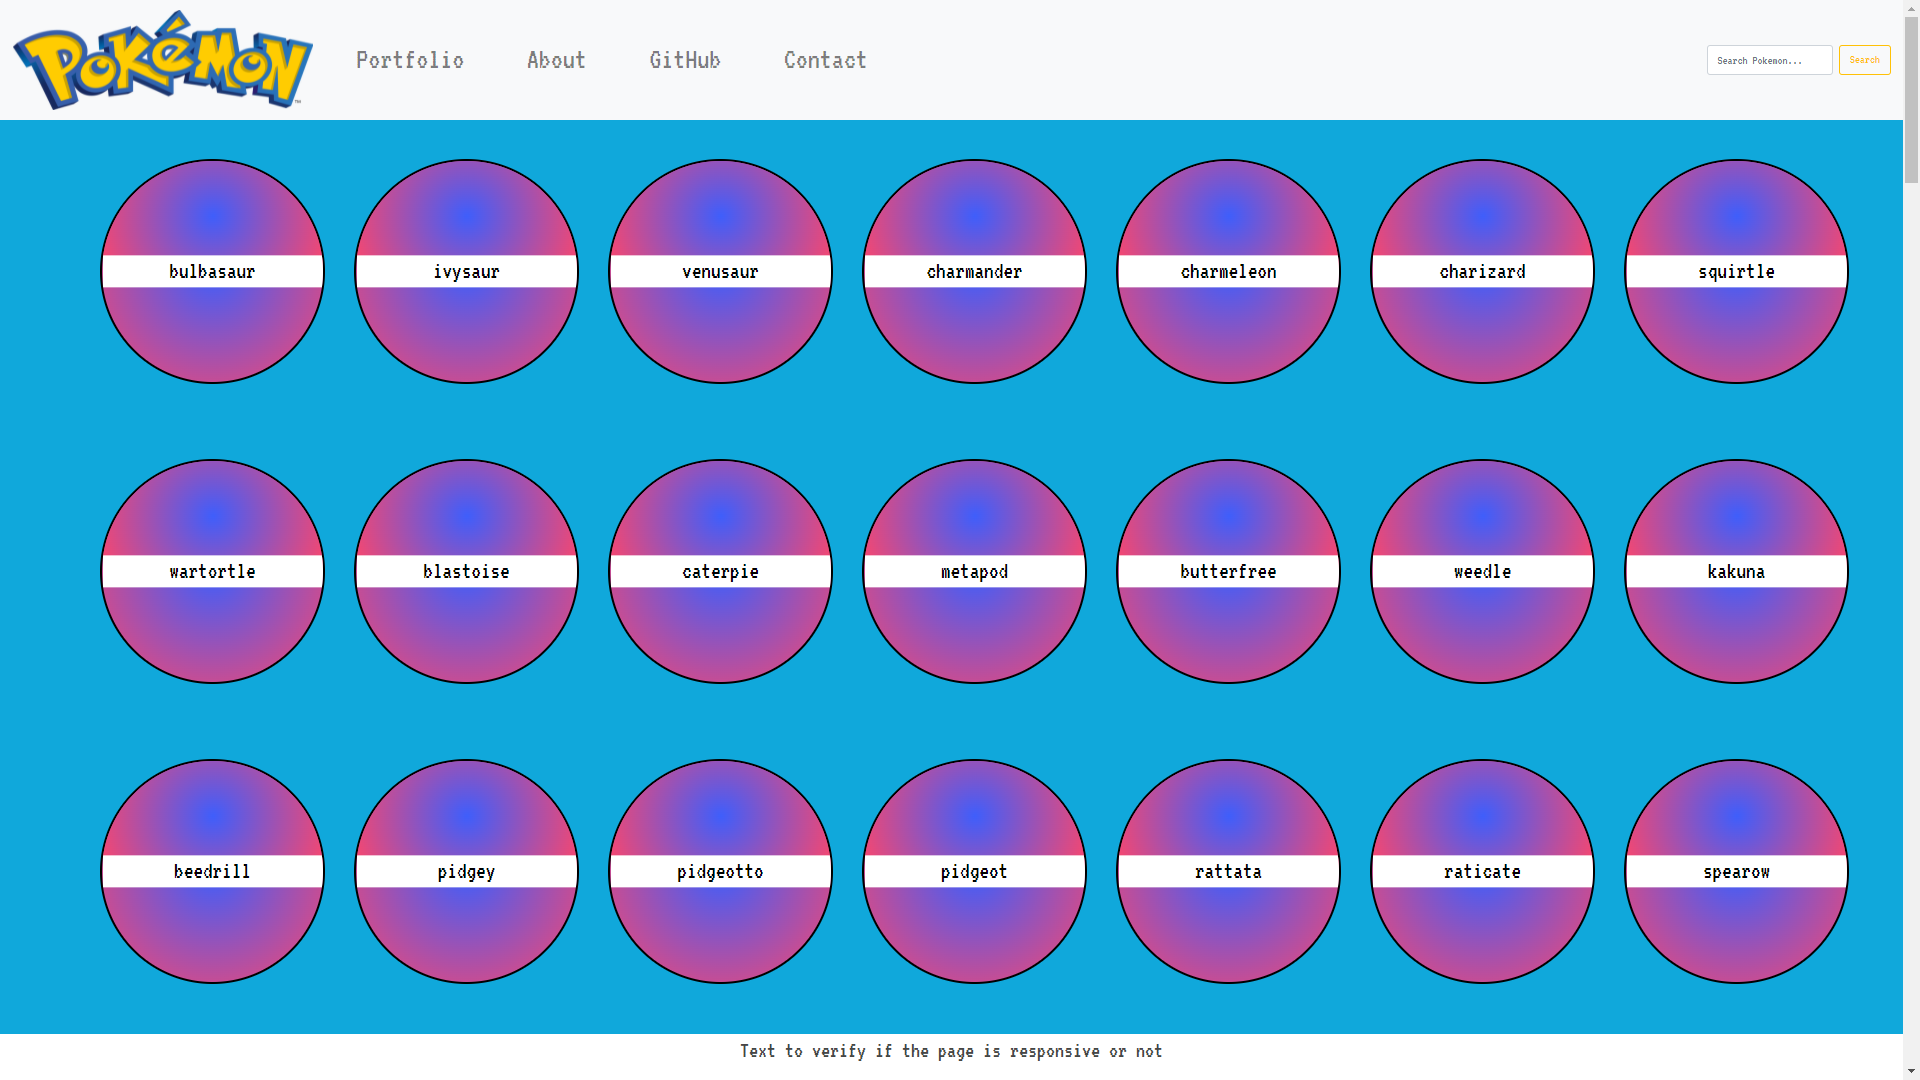 POKéMON™
Portfolio About GitHub Contact
Search Pokemon... Search
bulbasaur ivysaur venusaur charmander charmeleon charizard squirtle
wartortle blastoise caterpie metapod butterfree weedle kakuna
beedrill pidgey pidgeotto pidgeot rattata raticate spearow
Text to verify if the page is responsive or not